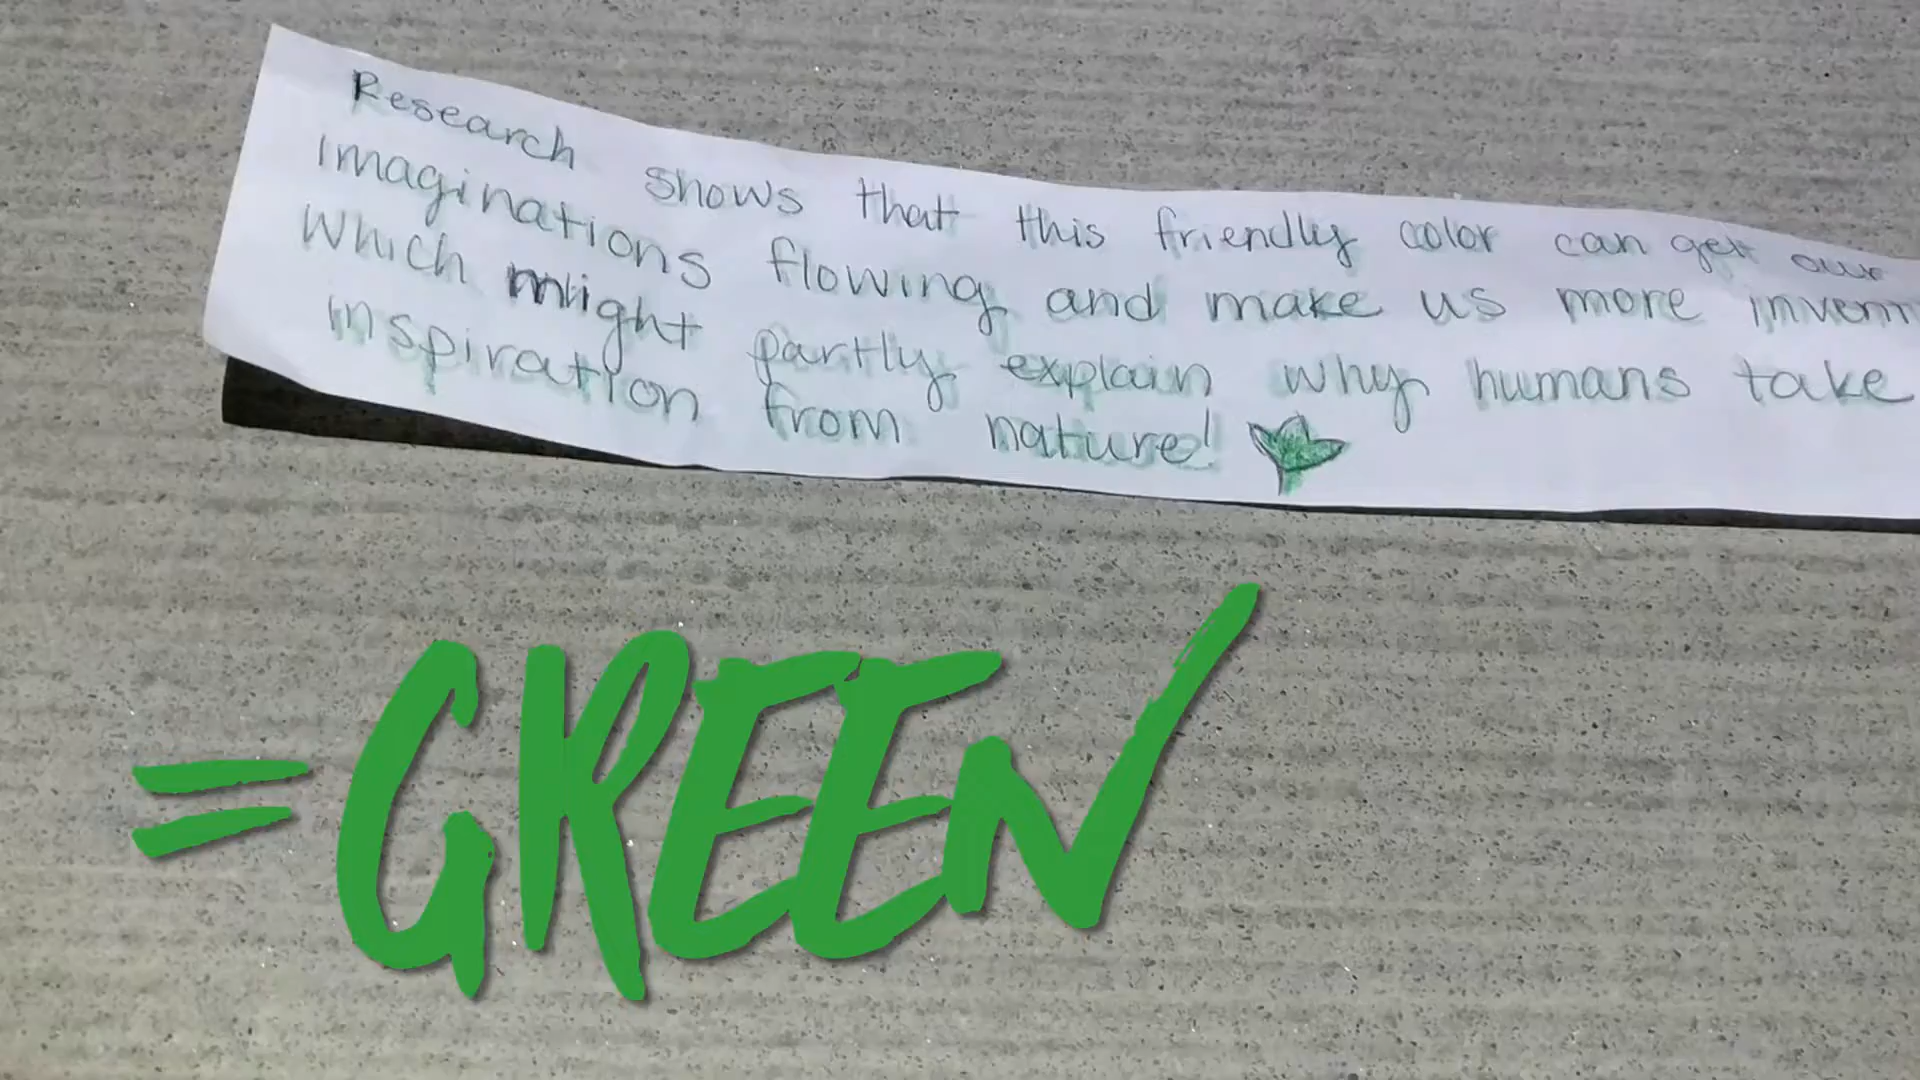 Research shows that this friendly color can get our
imaginations flowing and make us more
which might partly explain why humans take
inspiration from nature!
=GREEN